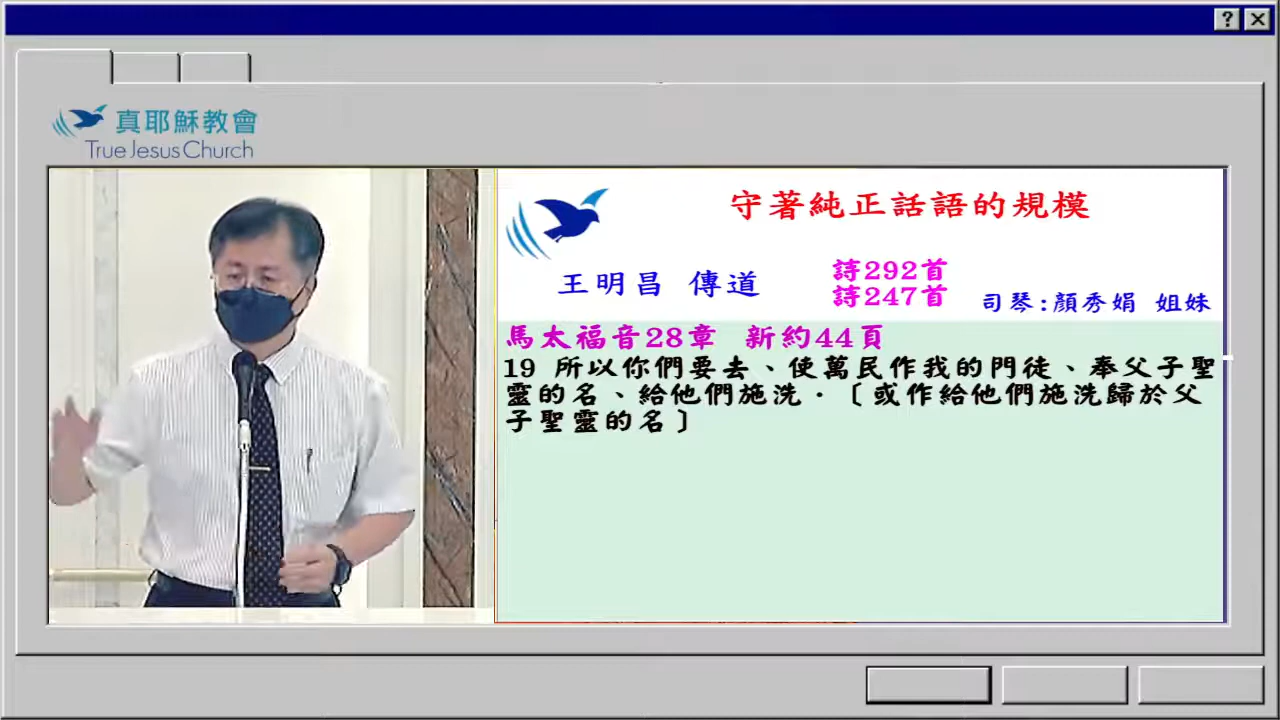 真耶穌教會
True Jesus Church
守著純正話語的規模
王明昌 傳道
詩292首
詩247首
司琴:顏秀娟 姐妹
馬太福音28章 新約44頁
19 所以你們要去、使萬民作我的門徒、奉父子聖
靈的名、給他們施洗．〔或作給他們施洗歸於父
子聖靈的名〕